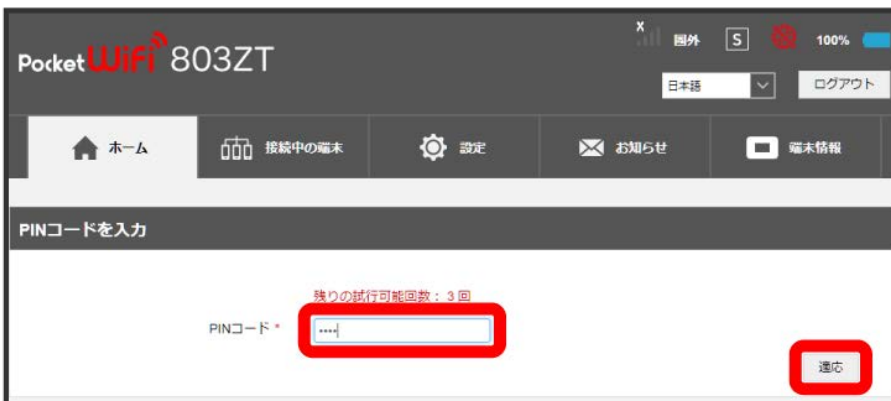 Pocket WiFi 803ZT
x 圏外 S 100%
日本語 ログアウト
ホーム 接続中の端末 設定 お知らせ 端末情報
PINコードを入力
残りの試行可能回数：3回
PINコード * ····
適応